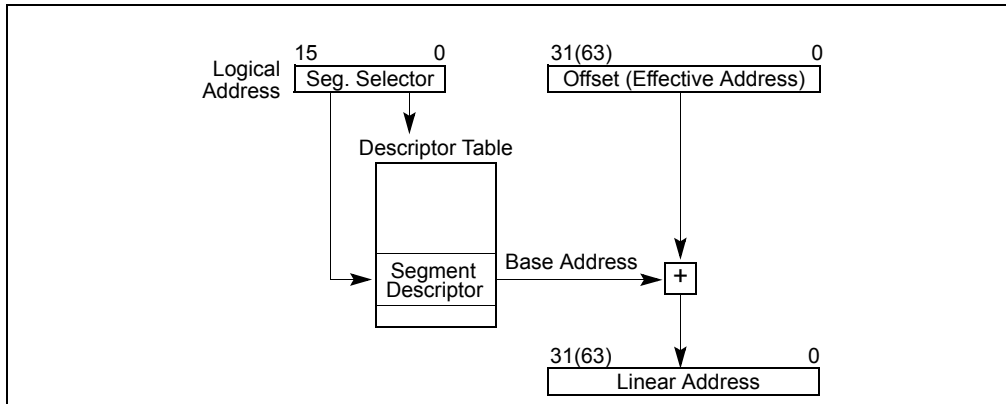 15 0
31(63) 0
Logical
Address
Seg. Selector
Offset (Effective Address)
Descriptor Table
Base Address
Segment
Descriptor
+
31(63) 0
Linear Address